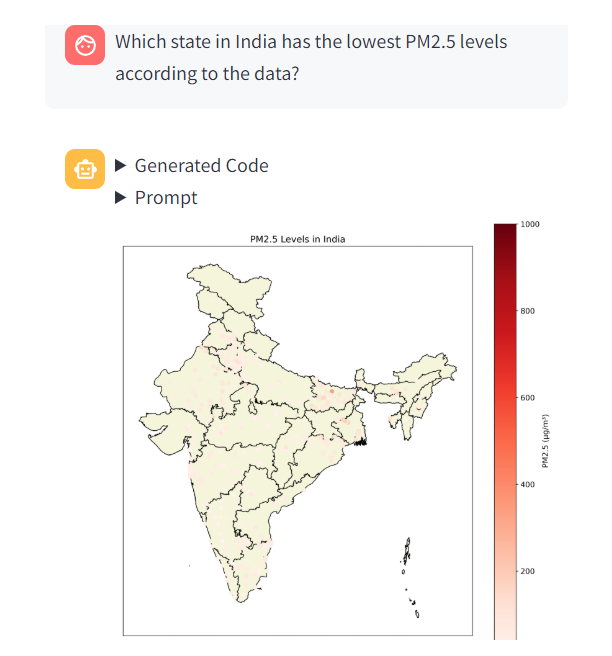 Which state in India has the lowest PM2.5 levels
according to the data?
Generated Code
Prompt
PM2.5 Levels in India
1000
800
600
400
200
PM2.5 (µg/m³)